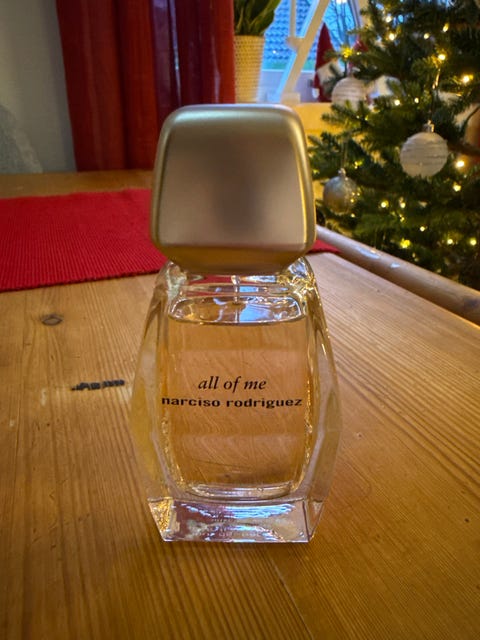 all of me
narciso rodriguez